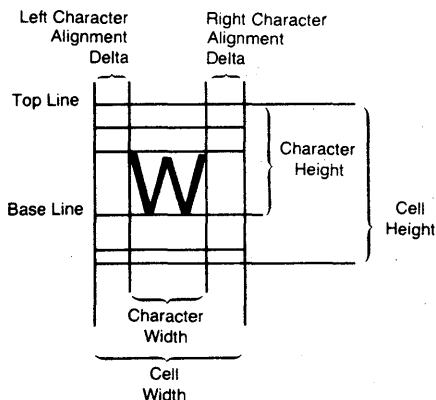 Left Character
Alignment
Delta
Right Character
Alignment
Delta
Top Line
Character
Height
W
Base Line
Cell
Height
Character
Width
Cell
Width